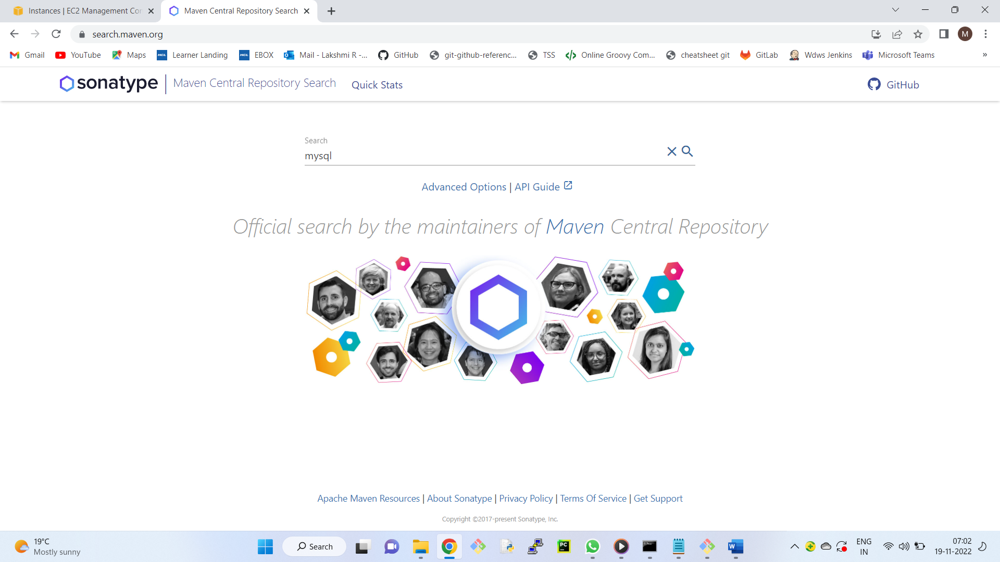 Instances | EC2 Management Con
Maven Central Repository Search
search.maven.org
M
Gmail
YouTube
Maps
HCL
Learner Landing
HCL
EBOX
Mail - Lakshmi R -...
GitHub
git-github-referenc...
TSS
Online Groovy Com...
cheatsheet git
GitLab
Wdws Jenkins
Microsoft Teams
»
sonatype
Maven Central Repository Search
Quick Stats
GitHub
Search
mysql
Advanced Options | API Guide
Official search by the maintainers of Maven Central Repository
Apache Maven Resources | About Sonatype | Privacy Policy | Terms Of Service | Get Support
Copyright ©2017-present Sonatype, Inc.
19°C
Mostly sunny
Search
PC
W
ENG
IN
07:02
19-11-2022